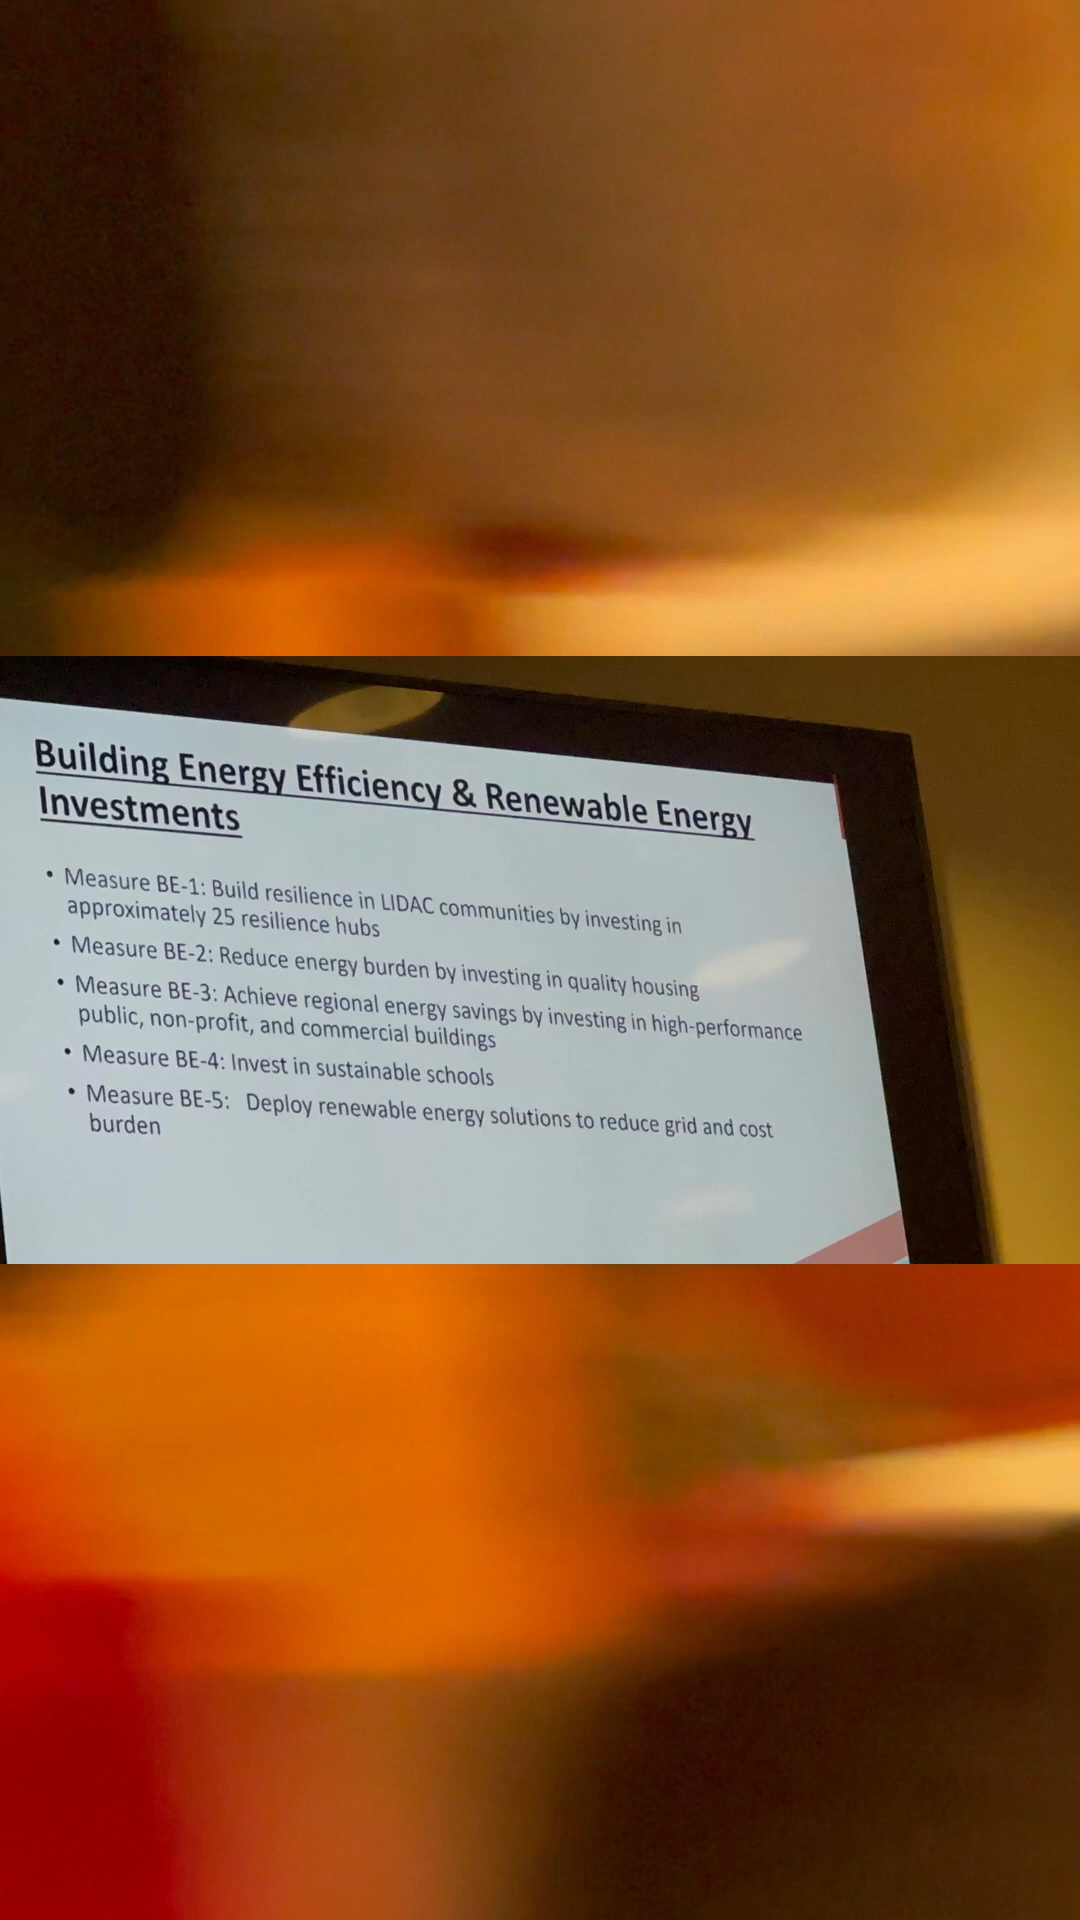 Building Energy Efficiency & Renewable Energy
Investments
• Measure BE-1: Build resilience in LIDAC communities by investing in
approximately 25 resilience hubs
• Measure BE-2: Reduce energy burden by investing in quality housing
• Measure BE-3: Achieve regional energy savings by investing in high-performance
public, non-profit, and commercial buildings
• Measure BE-4: Invest in sustainable schools
• Measure BE-5: Deploy renewable energy solutions to reduce grid and cost
burden